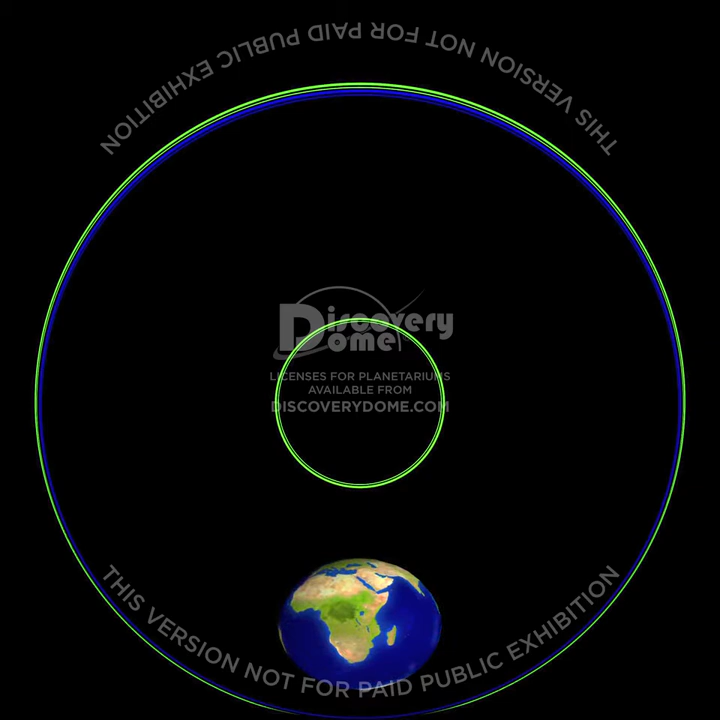 THIS VERSION NOT FOR PAID PUBLIC EXHIBITION
Discovery
Dome
LICENSES FOR PLANETARIUMS
AVAILABLE FROM
DISCOVERYDOME.COM
THIS VERSION NOT FOR PAID PUBLIC EXHIBITION